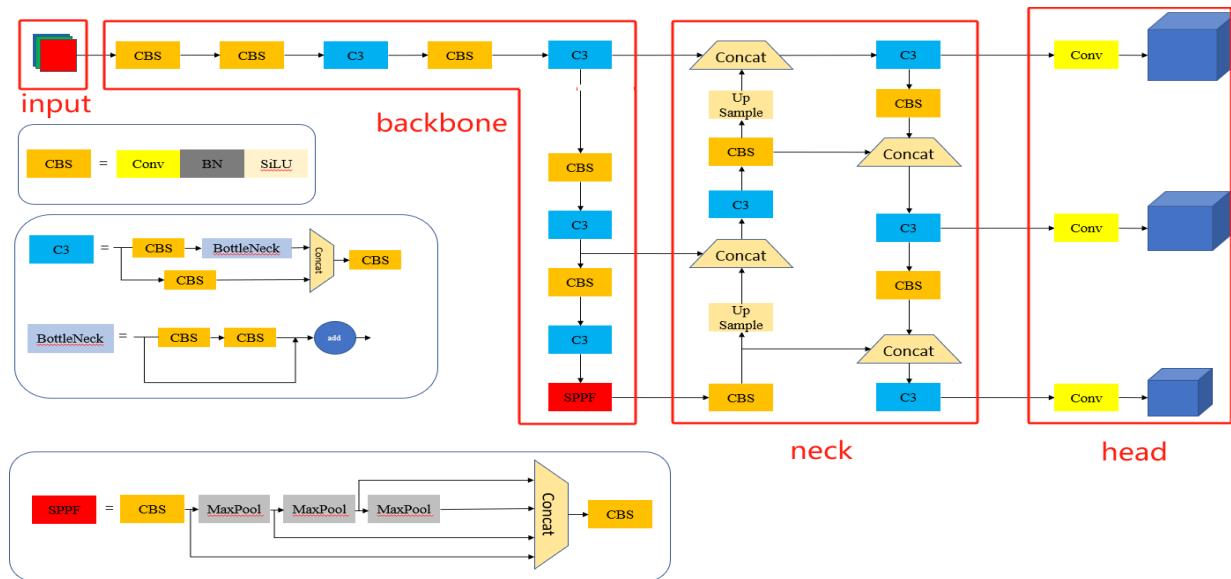 CBS
CBS
C3
CBS
C3
Concat
C3
Conv
input
backbone
Up
Sample
CBS
CBS
=
Conv
BN
SiLU
CBS
CBS
Concat
C3
C3
C3
Conv
C3
=
CBS
BottleNeck
Concat
CBS
CBS
Concat
CBS
CBS
Up
Sample
BottleNeck
=
CBS
CBS
add
C3
Concat
SPPF
CBS
C3
Conv
neck
head
SPPF
=
CBS
MaxPool
MaxPool
MaxPool
Concat
CBS